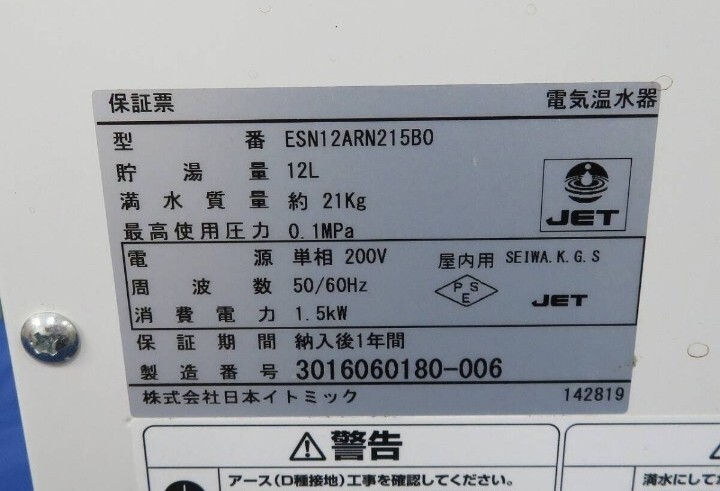 保証票 電気温水器
型番 ESN12ARN215B0
貯湯量 12L
満水質量 約 21Kg
JET
最高使用圧力 0.1MPa
電源 単相 200V 屋内用 SEIWA.K.G.S
周波数 50/60Hz PSE JET
消費電力 1.5kW
保証期間 納入後1年間
製造番号 3016060180-006
株式会社日本イトミック 142819
警告
アース(D種接地)工事を確認してください。
満水にして